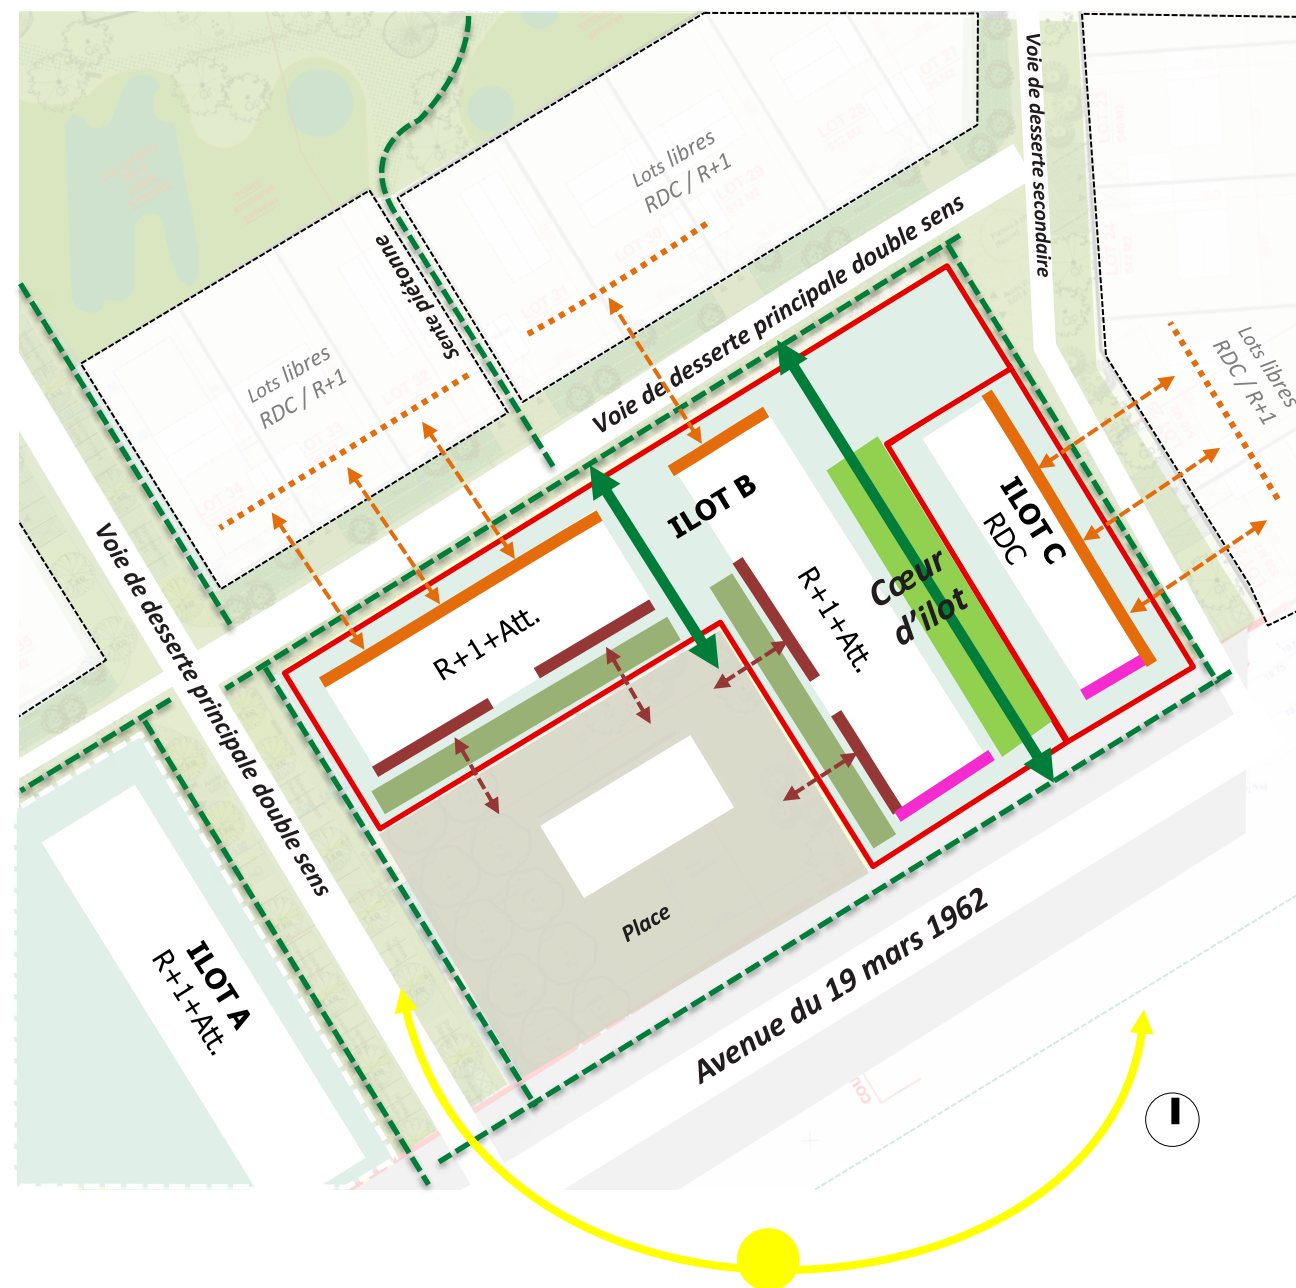 Voie de desserte secondaire
Lots libres
RDC / R+1
Voie de desserte principale double sens
Sente piétonne
Lots libres
RDC / R+1
Lots libres
RDC / R+1
ILOT B
ILOT C
RDC
Cœur
d'ilot
R+1+Att.
R+1+Att.
Voie de desserte principale double sens
Place
ILOT A
R+1+Att.
Avenue du 19 mars 1962